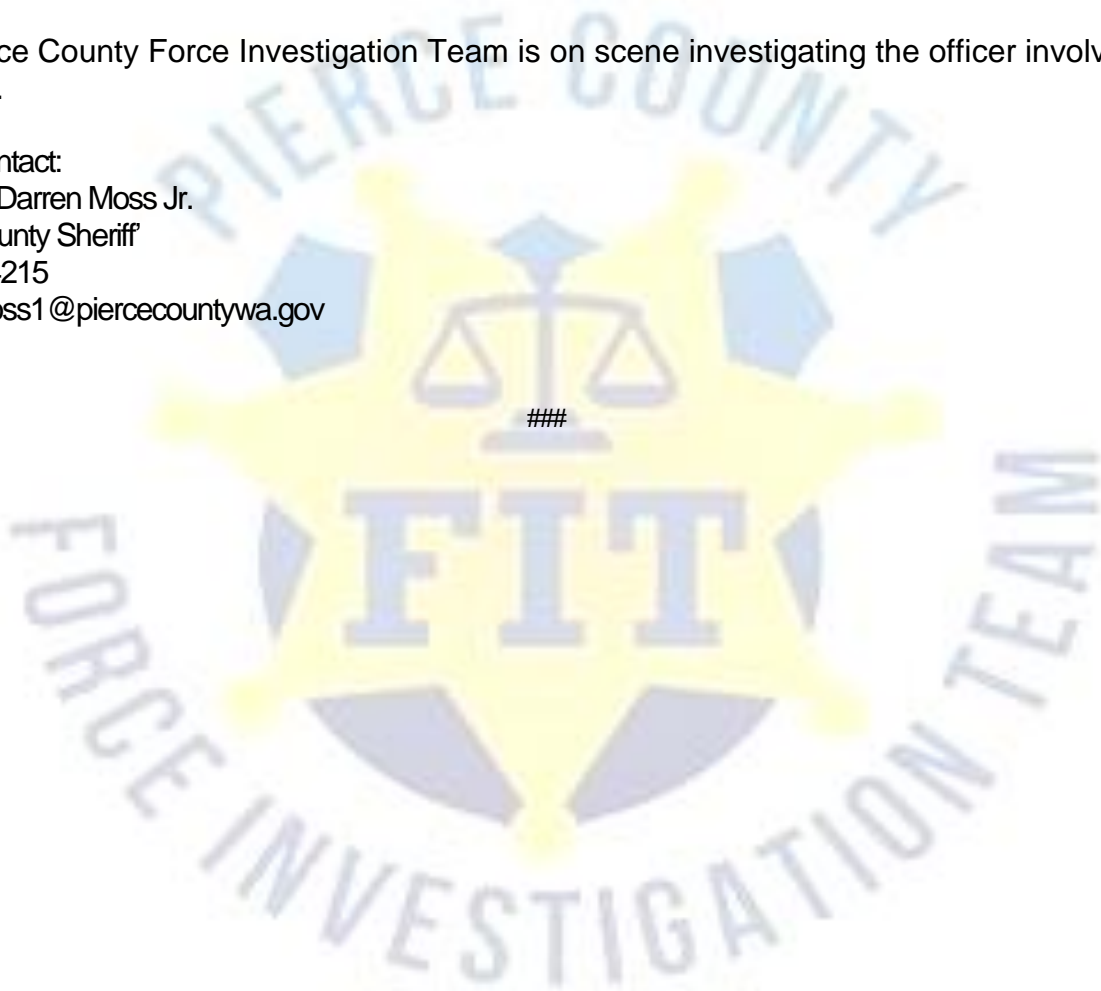 ce County Force Investigation Team is on scene investigating the officer involv
.
ntact:
Darren Moss Jr.
unty Sheriff'
-215
oss1@piercecountywa.gov
###
PIERCE COUNTY
FIT
FORCE INVESTIGATION TEAM